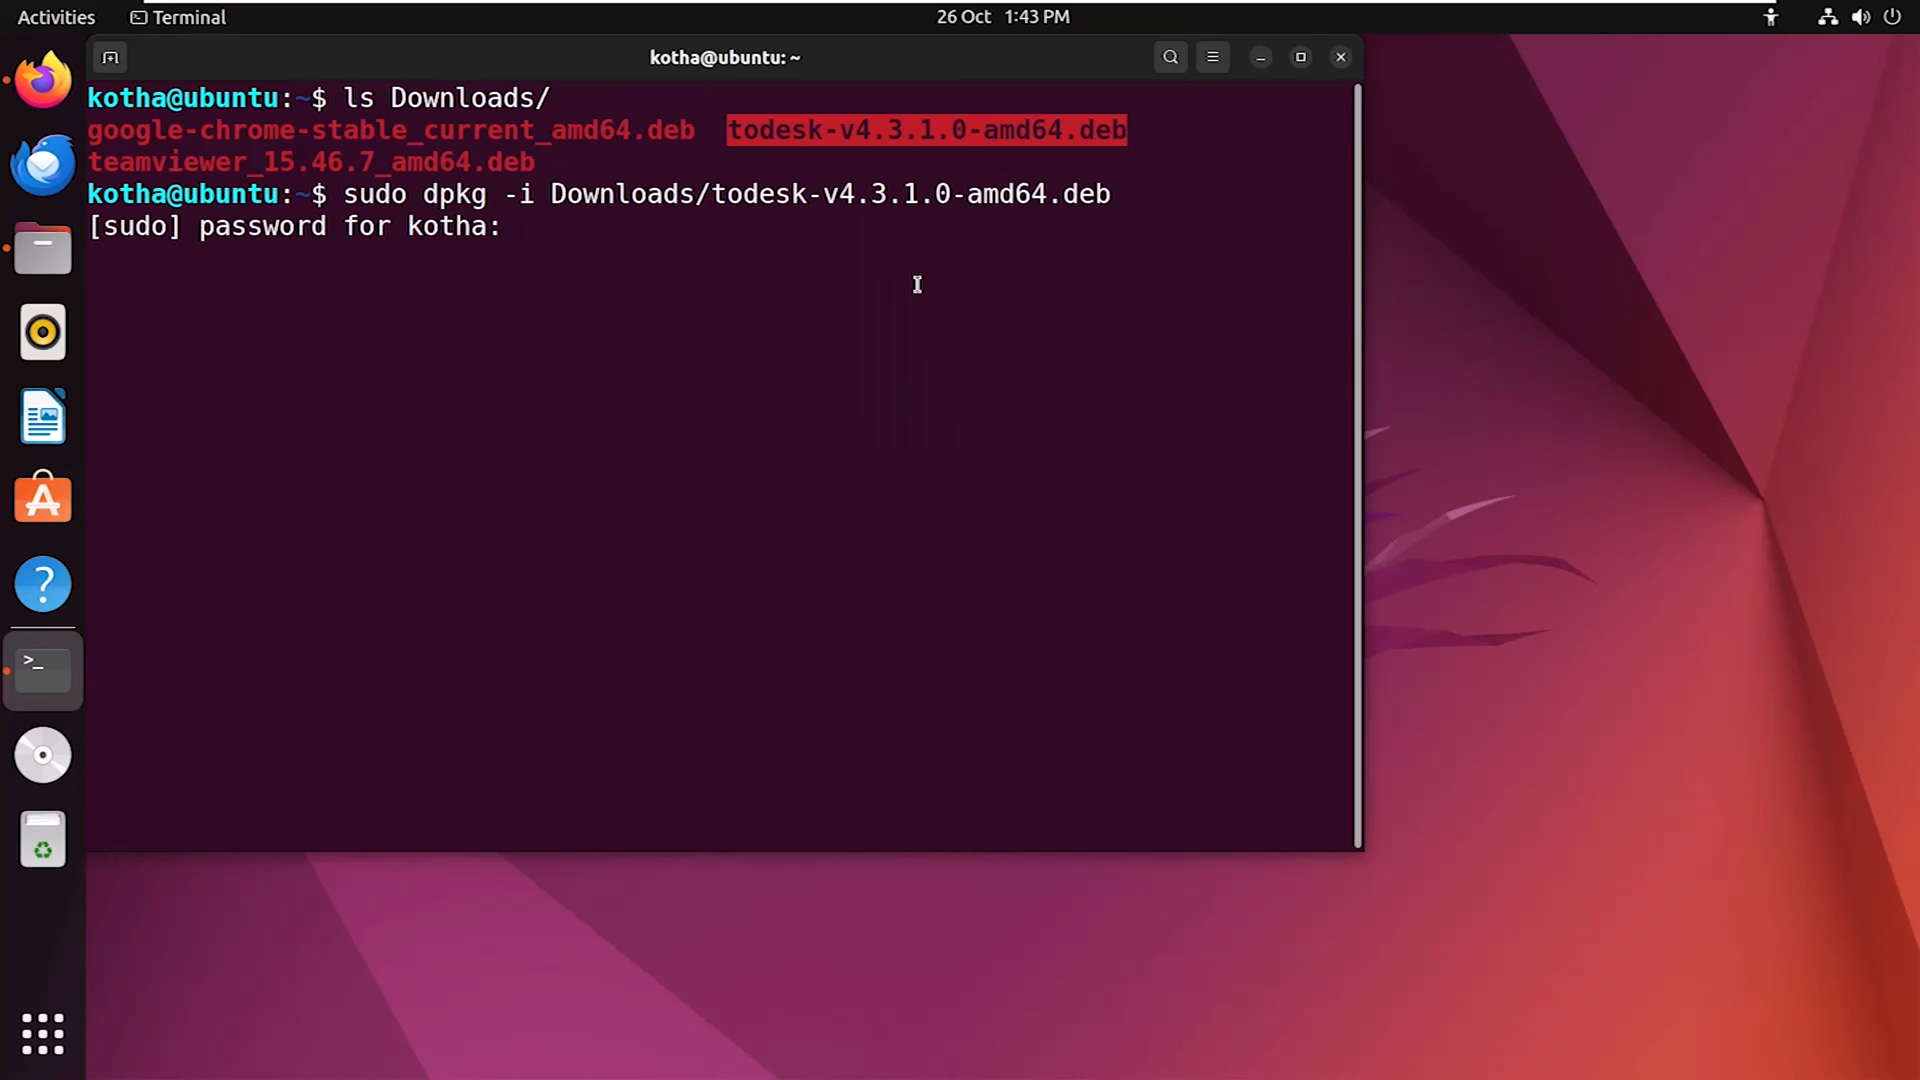 Activities Terminal 26 Oct 1:43 PM
kotha@ubuntu: ~
kotha@ubuntu:~$ ls Downloads/
google-chrome-stable_current_amd64.deb todesk-v4.3.1.0-amd64.deb
teamviewer_15.46.7_amd64.deb
kotha@ubuntu:~$ sudo dpkg -i Downloads/todesk-v4.3.1.0-amd64.deb
[sudo] password for kotha: